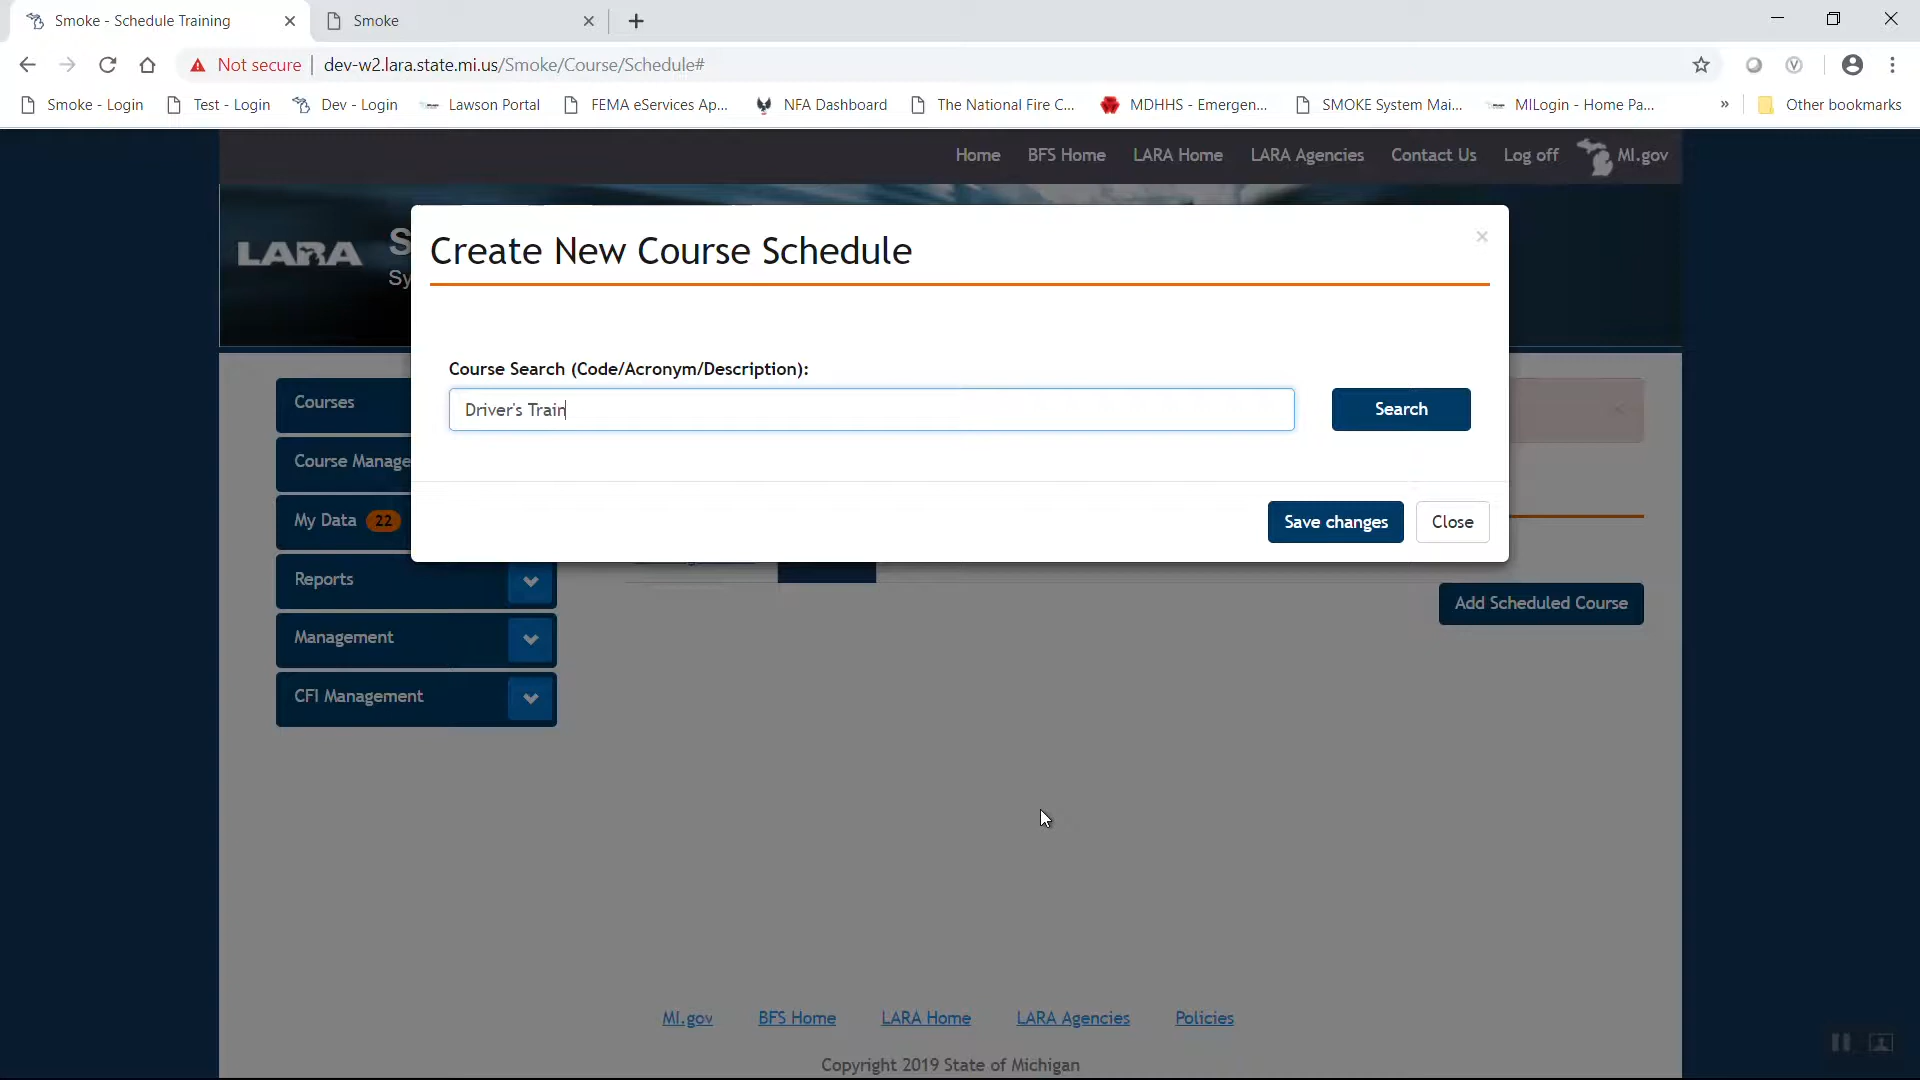 Smoke - Schedule Training
Smoke
Not secure
dev-w2.lara.state.mi.us/Smoke/Course/Schedule#
Smoke - Login
Test - Login
Dev - Login
Lawson Portal
FEMA eServices Ap...
NFA Dashboard
The National Fire C...
MDHHS - Emergen...
SMOKE System Mai...
MILogin - Home Pa...
»
Other bookmarks
Home
BFS Home
LARA Home
LARA Agencies
Contact Us
Log off
MI.gov
LARA
S
Sy
Create New Course Schedule
×
Course Search (Code/Acronym/Description):
Driver's Train
Search
Save changes
Close
Courses
Course Manage
My Data 22
Reports
Management
CFI Management
Add Scheduled Course
MI.gov
BFS Home
LARA Home
LARA Agencies
Policies
Copyright 2019 State of Michigan